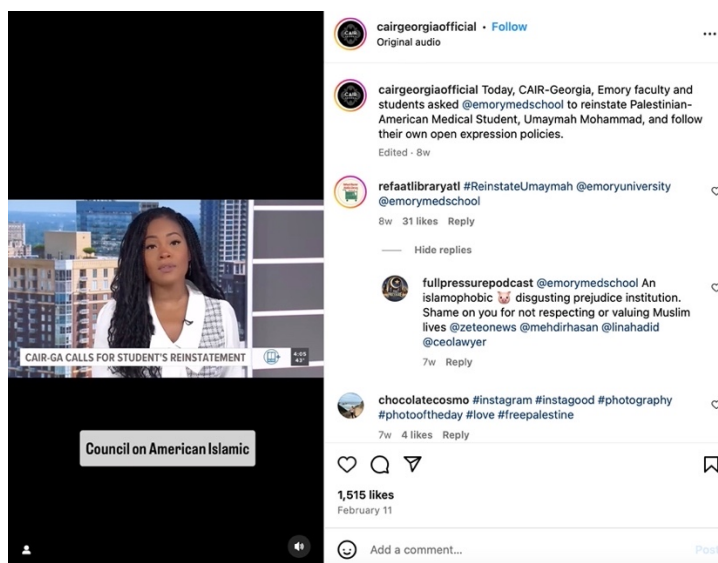 cairgeorgiaofficial • Follow
Original audio
cairgeorgiaofficial Today, CAIR-Georgia, Emory faculty and
students asked @emorymedschool to reinstate Palestinian-
American Medical Student, Umaymah Mohammad, and follow
their own open expression policies.
Edited · 8w
refaatlibraryatl #ReinstateUmaymah @emoryuniversity
@emorymedschool
8w 31 likes Reply
Hide replies
fullpressurepodcast @emorymedschool An
islamophobic 🐷 disgusting prejudice institution.
Shame on you for not respecting or valuing Muslim
lives @zeteonews @mehdirhasan @linahadid
@ceolawyer
7w Reply
chocolatecosmo #instagram #instagood #photography
#photooftheday #love #freepalestine
7w 4 likes Reply
1,515 likes
February 11
Add a comment...
Post
CAIR-GA CALLS FOR STUDENT'S REINSTATEMENT
4:05
43°
Council on American Islamic